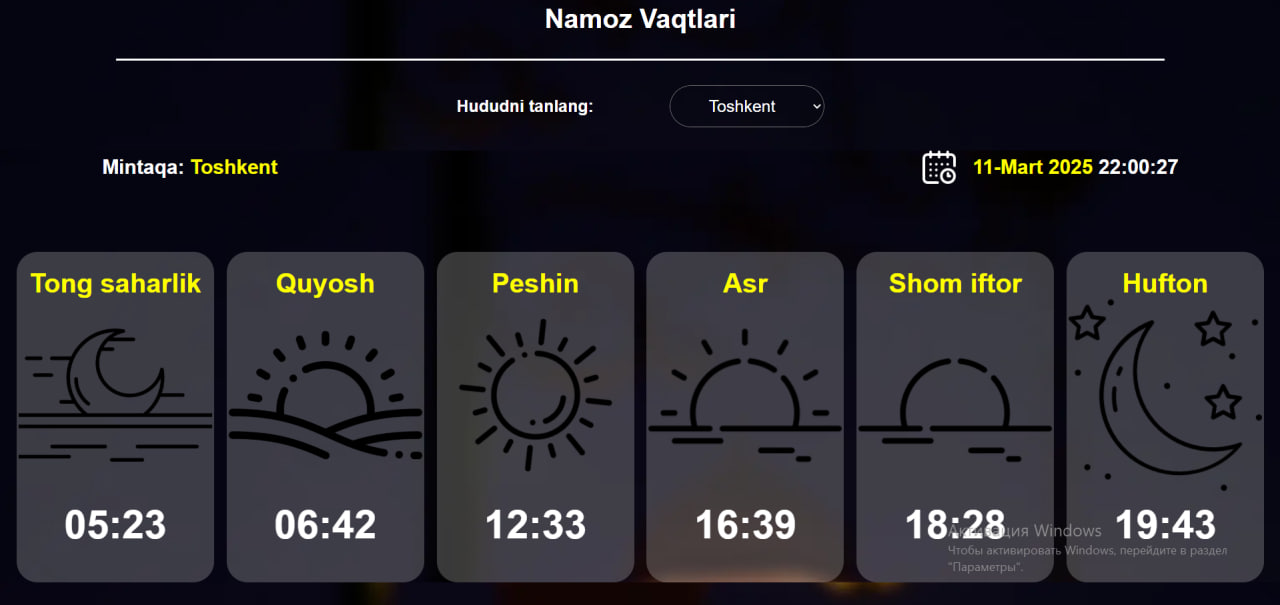 Namoz Vaqtlari
Hududni tanlang: Toshkent
Mintaqa: Toshkent
11-Mart 2025 22:00:27
Tong saharlik
05:23
Quyosh
06:42
Peshin
12:33
Asr
16:39
Shom iftor
18:28
Hufton
19:43
Активация Windows
Чтобы активировать Windows, перейдите в раздел
"Параметры".